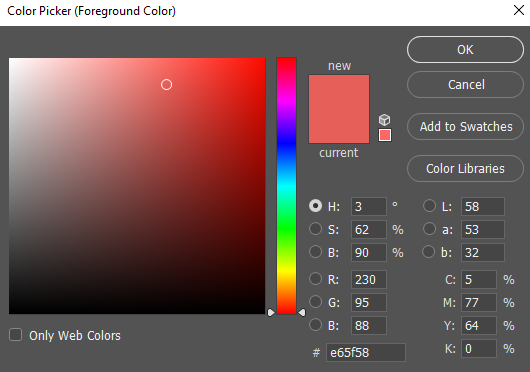 Color Picker (Foreground Color)
new
current
OK
Cancel
Add to Swatches
Color Libraries
H: 3 °
S: 62 %
B: 90 %
R: 230
G: 95
B: 88
# e65f58
L: 58
a: 53
b: 32
C: 5 %
M: 77 %
Y: 64 %
K: 0 %
Only Web Colors